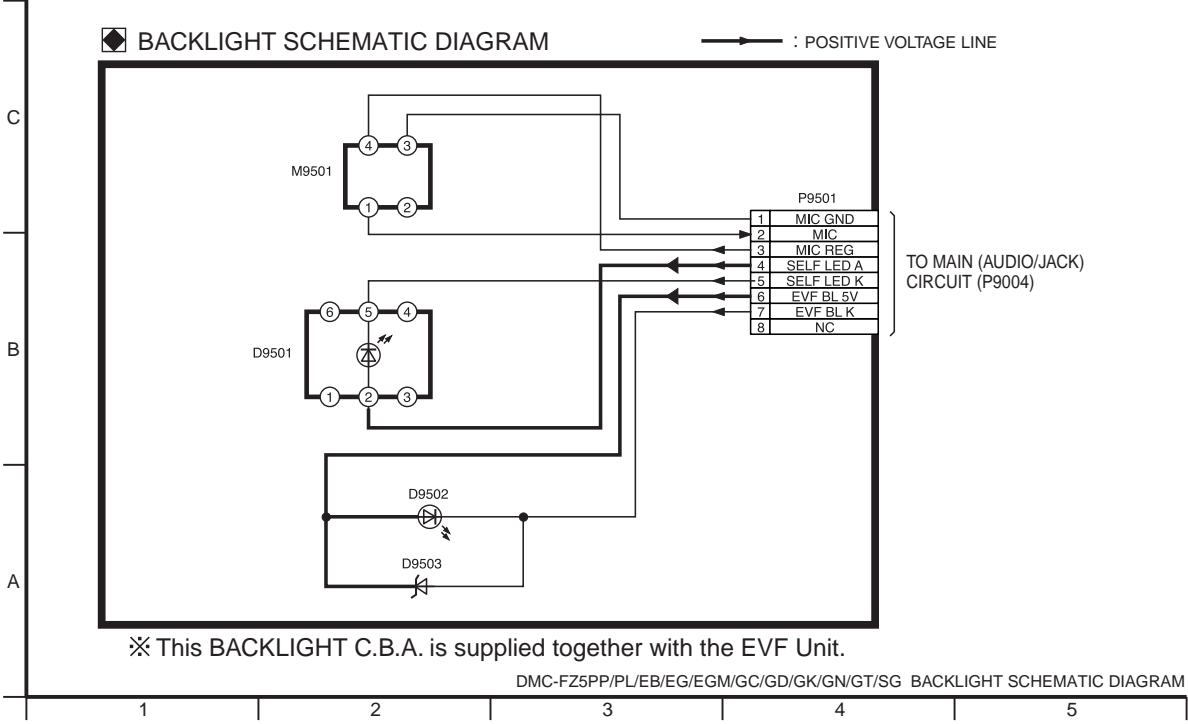 BACKLIGHT SCHEMATIC DIAGRAM
: POSITIVE VOLTAGE LINE
C
4 3
M9501
1 2
P9501
1 MIC GND
2 MIC
3 MIC REG
4 SELF LED A
5 SELF LED K
6 EVF BL 5V
7 EVF BL K
8 NC
TO MAIN (AUDIO/JACK)
CIRCUIT (P9004)
B
6 5 4
D9501
1 2 3
D9502
D9503
A
※ This BACKLIGHT C.B.A. is supplied together with the EVF Unit.
DMC-FZ5PP/PL/EB/EG/EGM/GC/GD/GK/GN/GT/SG BACKLIGHT SCHEMATIC DIAGRAM
1 2 3 4 5